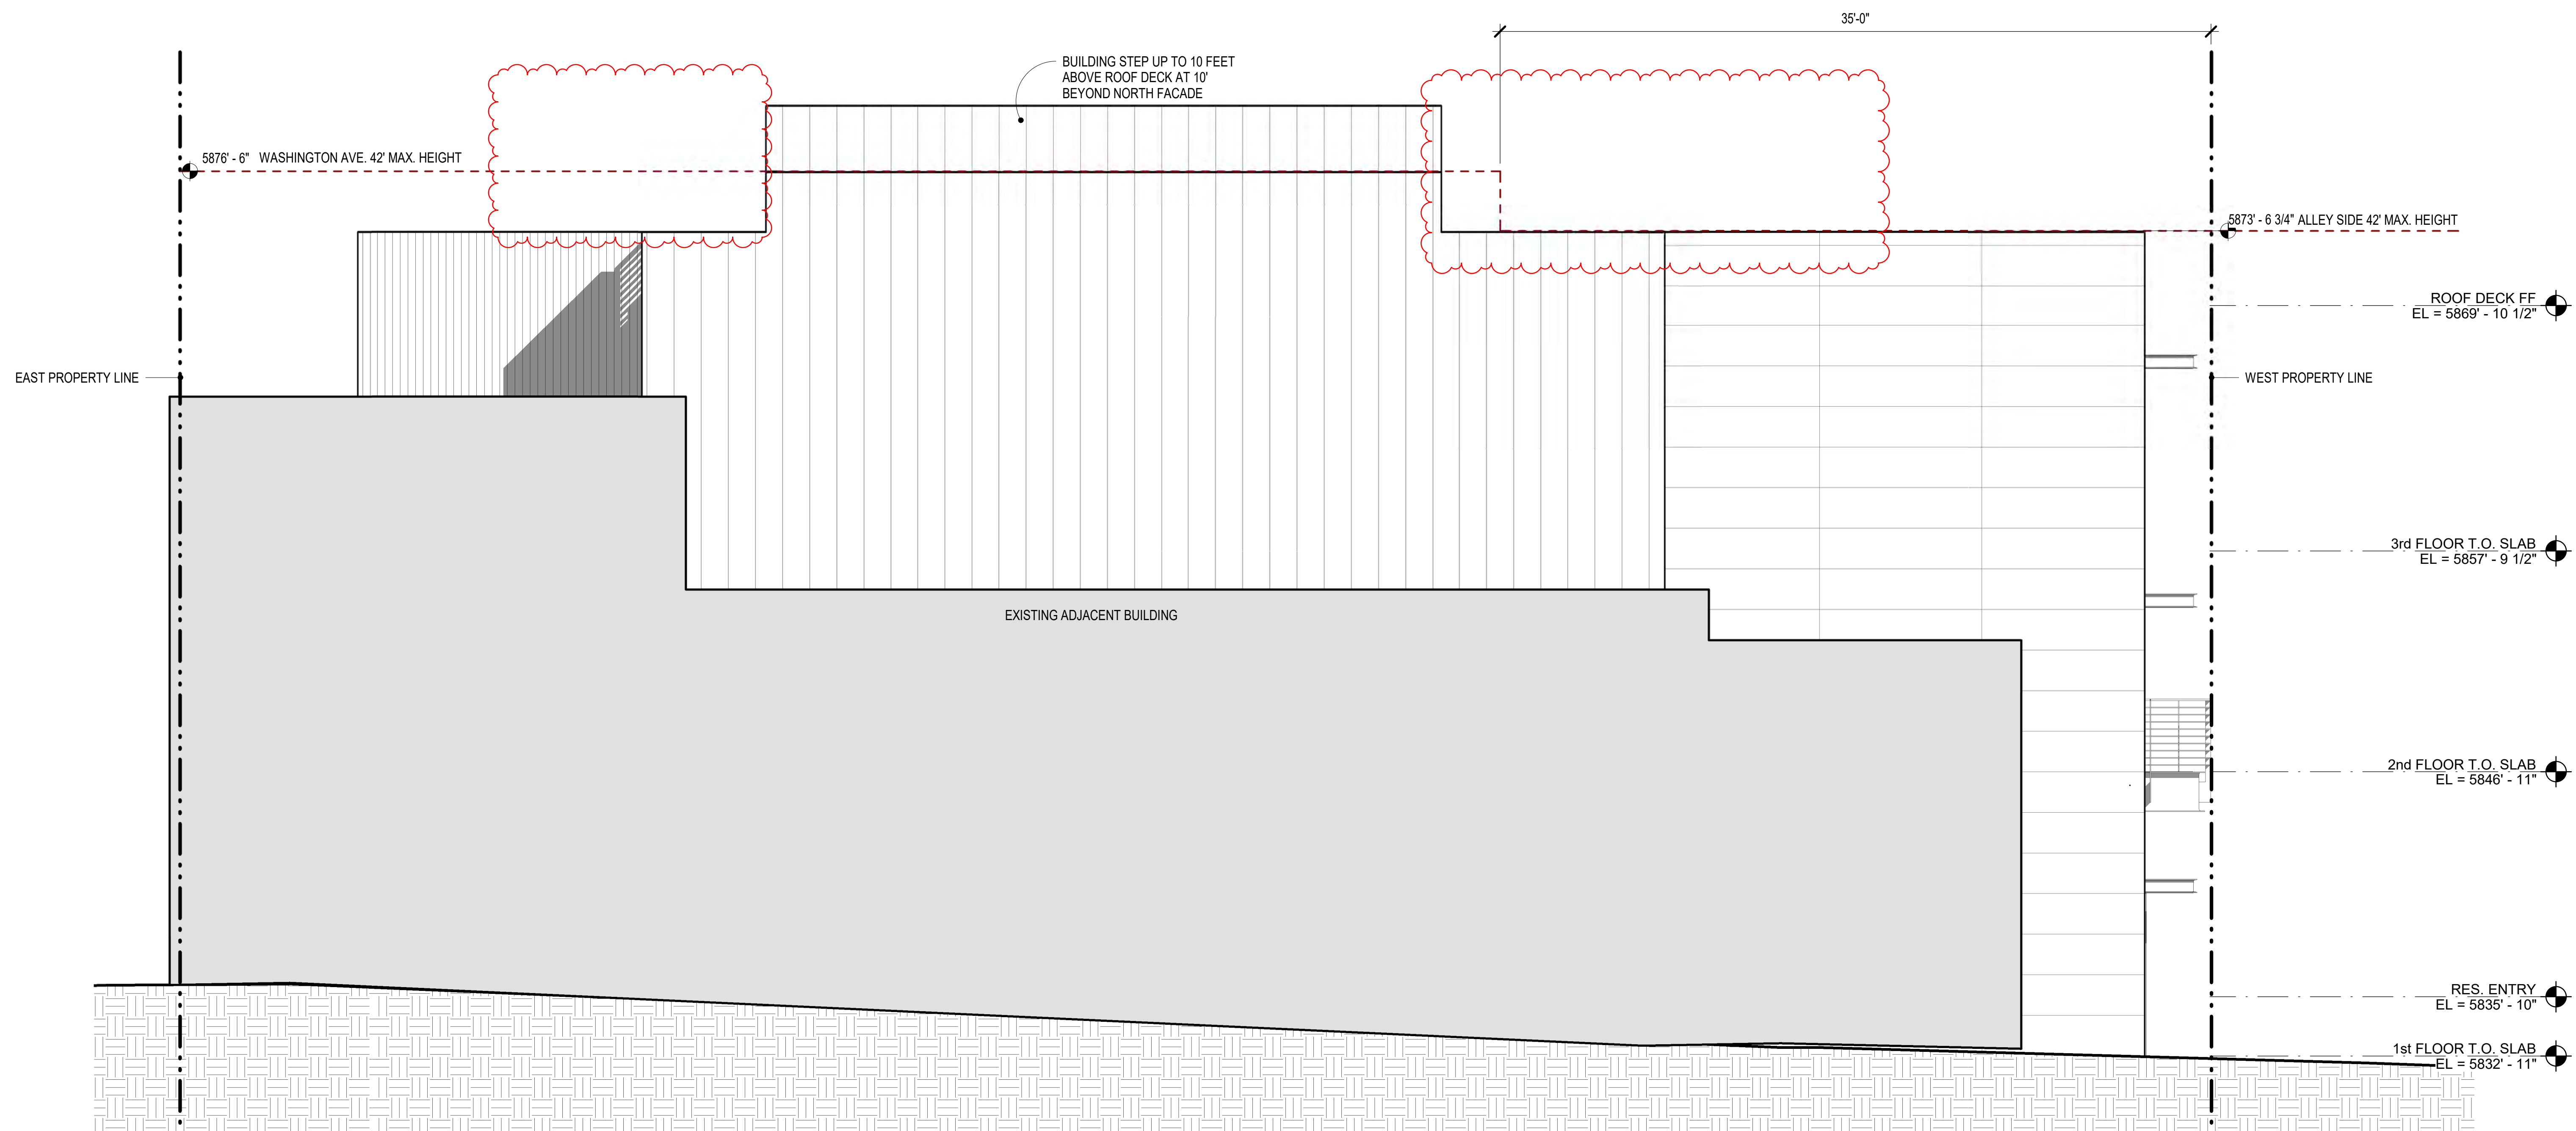 35'-0"
BUILDING STEP UP TO 10 FEET
ABOVE ROOF DECK AT 10'
BEYOND NORTH FACADE
5876' - 6" WASHINGTON AVE. 42' MAX. HEIGHT
5873' - 6 3/4" ALLEY SIDE 42' MAX. HEIGHT
ROOF DECK FF
EL = 5869' - 10 1/2"
EAST PROPERTY LINE
WEST PROPERTY LINE
3rd FLOOR T.O. SLAB
EL = 5857' - 9 1/2"
EXISTING ADJACENT BUILDING
2nd FLOOR T.O. SLAB
EL = 5846' - 11"
RES. ENTRY
EL = 5835' - 10"
1st FLOOR T.O. SLAB
EL = 5832' - 11"